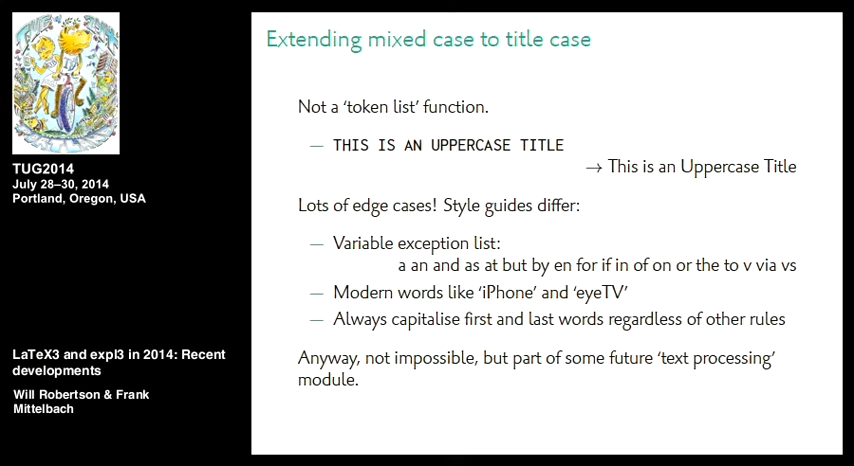 TUG2014
July 28–30, 2014
Portland, Oregon, USA
LaTeX3 and expl3 in 2014: Recent
developments
Will Robertson & Frank
Mittelbach
Extending mixed case to title case
Not a ‘token list’ function.
— THIS IS AN UPPERCASE TITLE
→ This is an Uppercase Title
Lots of edge cases! Style guides differ:
— Variable exception list:
a an and as at but by en for if in of on or the to v via vs
— Modern words like ‘iPhone’ and ‘eyeTV’
— Always capitalise first and last words regardless of other rules
Anyway, not impossible, but part of some future ‘text processing’
module.